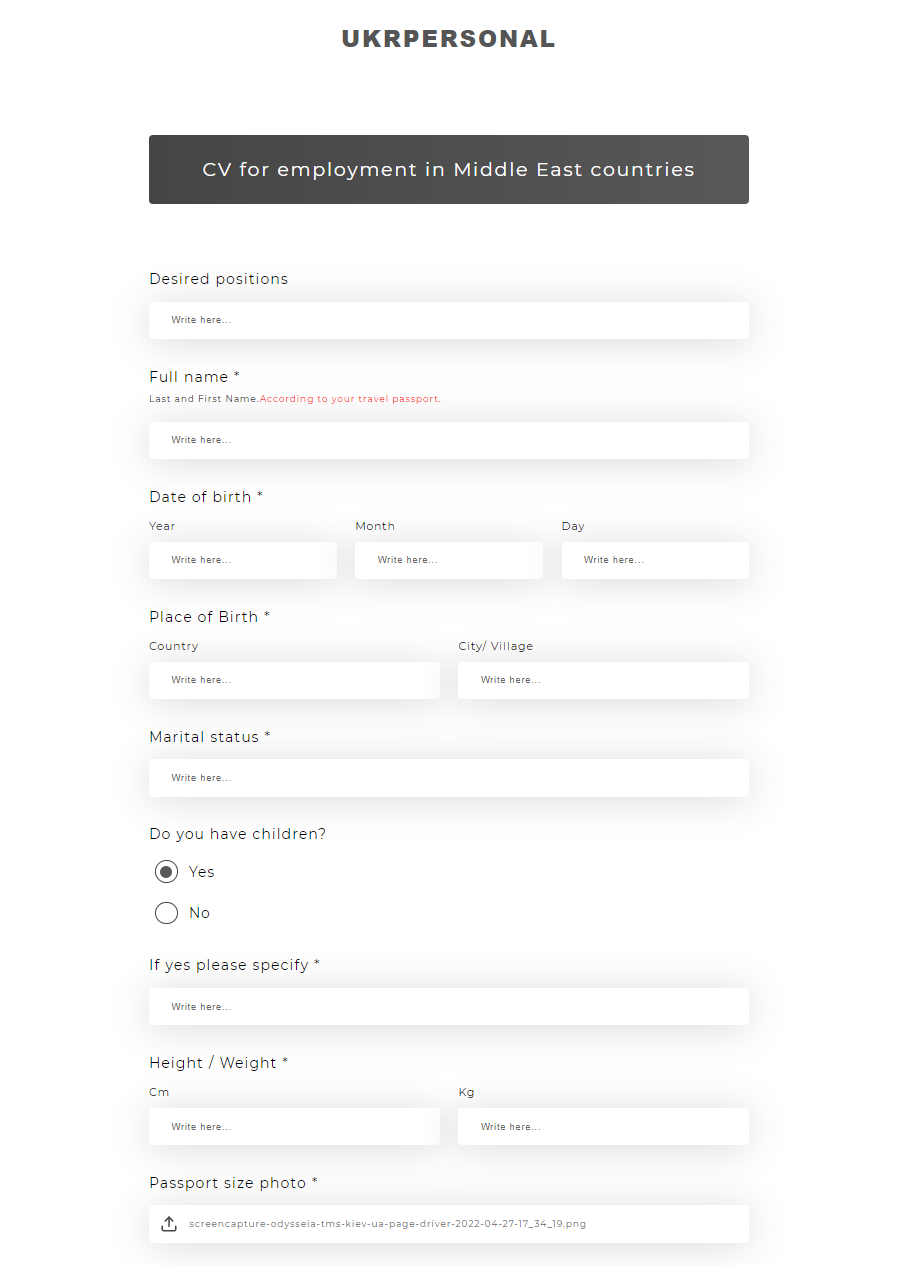 UKRPERSONAL
CV for employment in Middle East countries
Desired positions
Write here...
Full name *
Last and First Name.According to your travel passport.
Write here...
Date of birth *
Year Month Day
Write here... Write here... Write here...
Place of Birth *
Country City/ Village
Write here... Write here...
Marital status *
Write here...
Do you have children?
Yes
No
If yes please specify *
Write here...
Height / Weight *
Cm Kg
Write here... Write here...
Passport size photo *
screencapture-odysseia-tms-kiev-ua-page-driver-2022-04-27-17_34_19.png